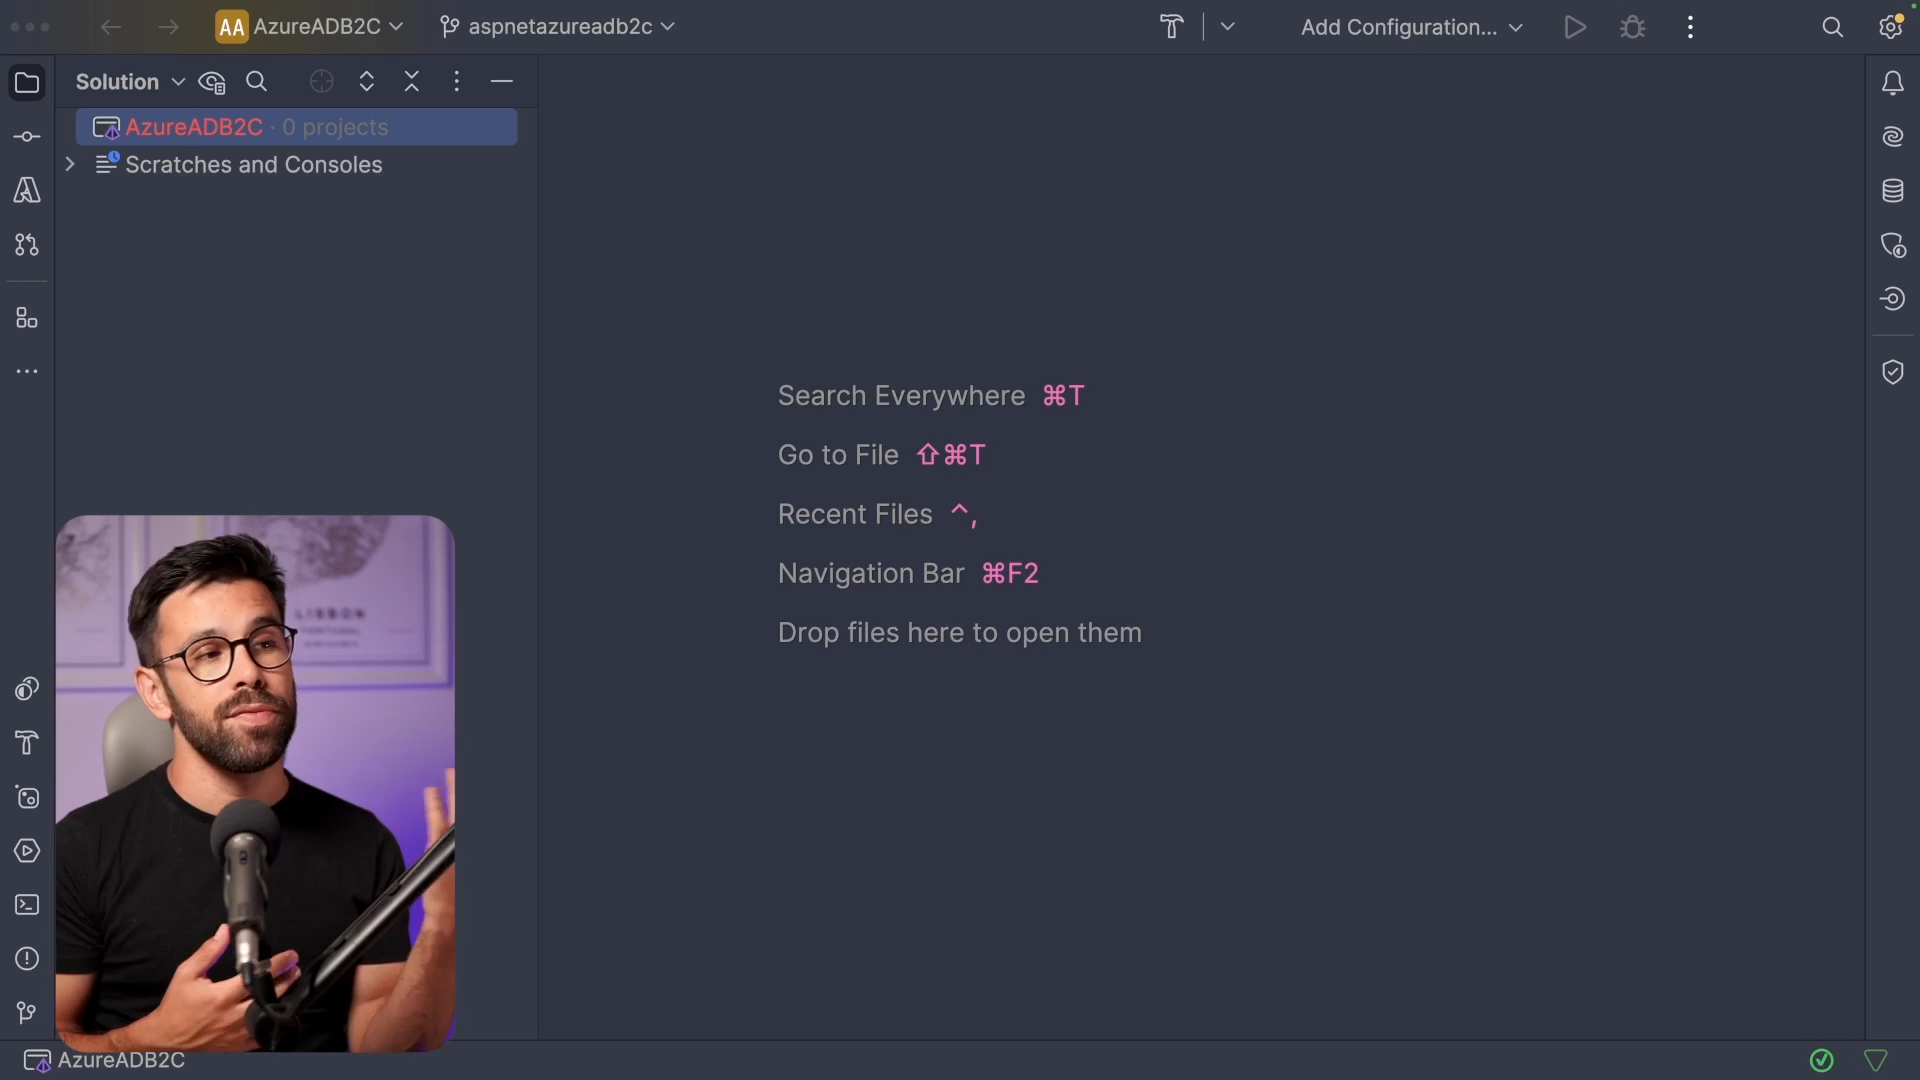 AA AzureADB2C aspnetazureadb2c Add Configuration...
Solution
AzureADB2C · 0 projects
Scratches and Consoles
Search Everywhere ⌘T
Go to File ⇧⌘T
Recent Files ^,
Navigation Bar ⌘F2
Drop files here to open them
LISBON
AzureADB2C